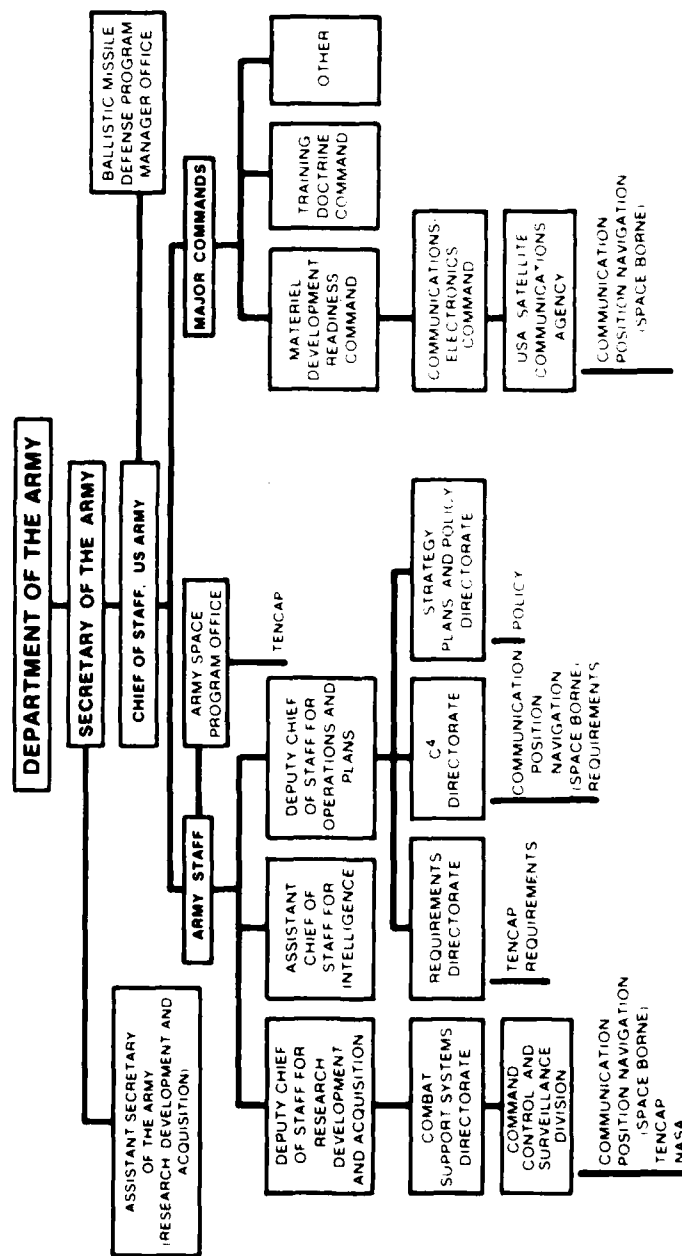 DEPARTMENT OF THE ARMY
SECRETARY OF THE ARMY
CHIEF OF STAFF, US ARMY
ASSISTANT SECRETARY
OF THE ARMY
(RESEARCH DEVELOPMENT AND
ACQUISITION)
BALLISTIC MISSILE
DEFENSE PROGRAM
MANAGER OFFICE
ARMY STAFF
ARMY SPACE
PROGRAM OFFICE
TENCAP
MAJOR COMMANDS
DEPUTY CHIEF
OF STAFF FOR
RESEARCH
DEVELOPMENT
AND ACQUISITION
ASSISTANT
CHIEF OF
STAFF FOR
INTELLIGENCE
DEPUTY CHIEF
OF STAFF FOR
OPERATIONS AND
PLANS
MATERIEL
DEVELOPMENT
READINESS
COMMAND
TRAINING
DOCTRINE
COMMAND
OTHER
COMBAT
SUPPORT SYSTEMS
DIRECTORATE
REQUIREMENTS
DIRECTORATE
TENCAP
REQUIREMENTS
C4
DIRECTORATE
COMMUNICATION
POSITION
NAVIGATION
(SPACE BORNE)
REQUIREMENTS
STRATEGY
PLANS AND POLICY
DIRECTORATE
POLICY
COMMUNICATIONS-
ELECTRONICS
COMMAND
COMMAND
CONTROL AND
SURVEILLANCE
DIVISION
COMMUNICATION
POSITION NAVIGATION
(SPACE BORNE)
TENCAP
NASA
USA SATELLITE
COMMUNICATIONS
AGENCY
COMMUNICATION
POSITION NAVIGATION
(SPACE BORNE)